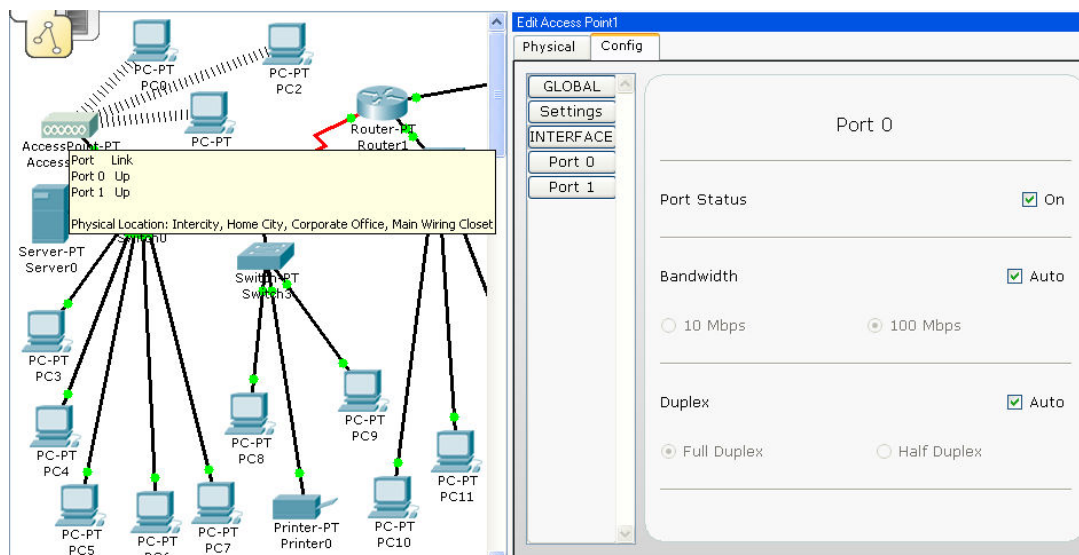 PC-PT
PC0
PC-PT
PC2
PC-PT
Router-PT
Router1
AccessPoint-PT
Access
Port Link
Port 0 Up
Port 1 Up
Physical Location: Intercity, Home City, Corporate Office, Main Wiring Closet
Switch0
Server-PT
Server0
Switch-PT
Switch3
PC-PT
PC3
PC-PT
PC4
PC-PT
PC5
PC-PT
PC-PT
PC7
PC-PT
PC8
PC-PT
PC9
Printer-PT
Printer0
PC-PT
PC10
PC-PT
PC11
Edit Access Point1
Physical
Config
GLOBAL
Settings
INTERFACE
Port 0
Port 1
Port 0
Port Status
On
Bandwidth
Auto
10 Mbps
100 Mbps
Duplex
Auto
Full Duplex
Half Duplex